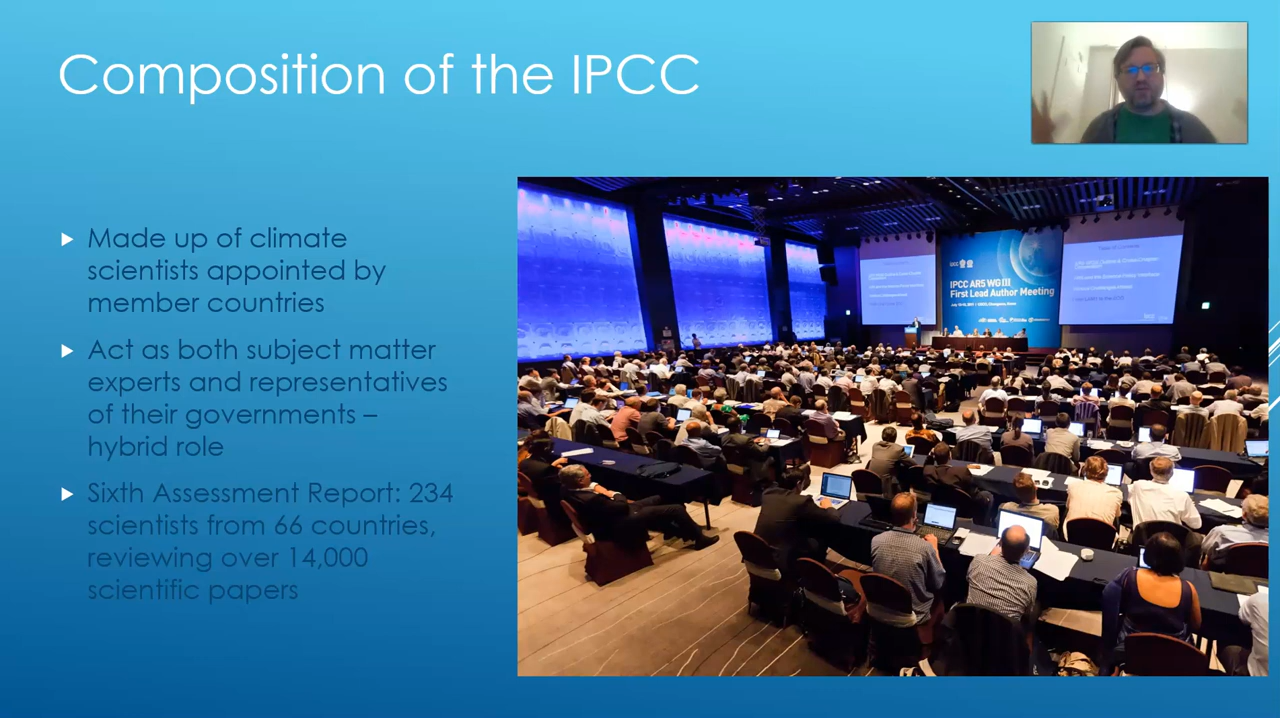 Composition of the IPCC
Made up of climate
scientists appointed by
member countries
Act as both subject matter
experts and representatives
of their governments –
hybrid role
Sixth Assessment Report: 234
scientists from 66 countries,
reviewing over 14,000
scientific papers
IPCC AR5 WGIII
First Lead Author Meeting